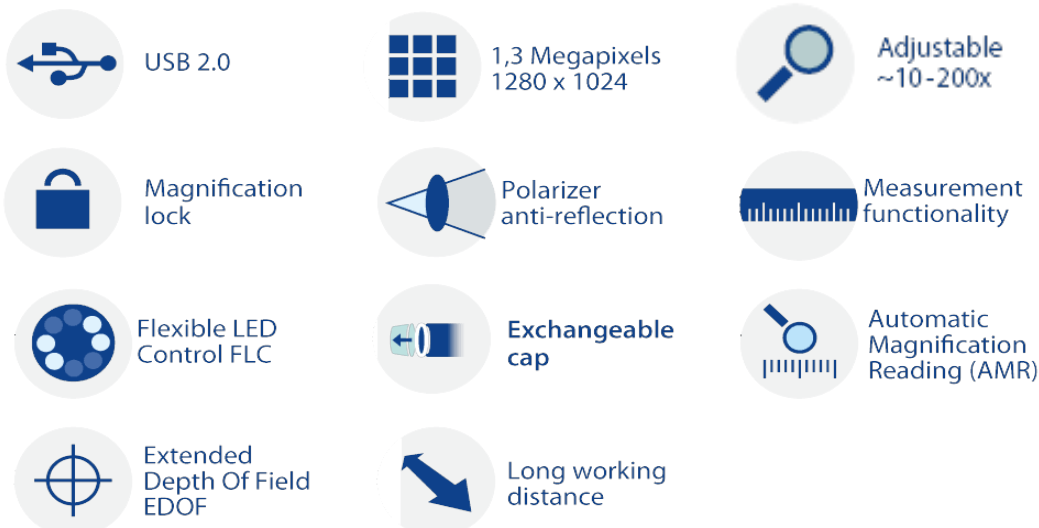 USB 2.0
1,3 Megapixels
1280 x 1024
Adjustable
~10-200x
Magnification
lock
Polarizer
anti-reflection
Measurement
functionality
Flexible LED
Control FLC
Exchangeable
cap
Automatic
Magnification
Reading (AMR)
Extended
Depth Of Field
EDOF
Long working
distance